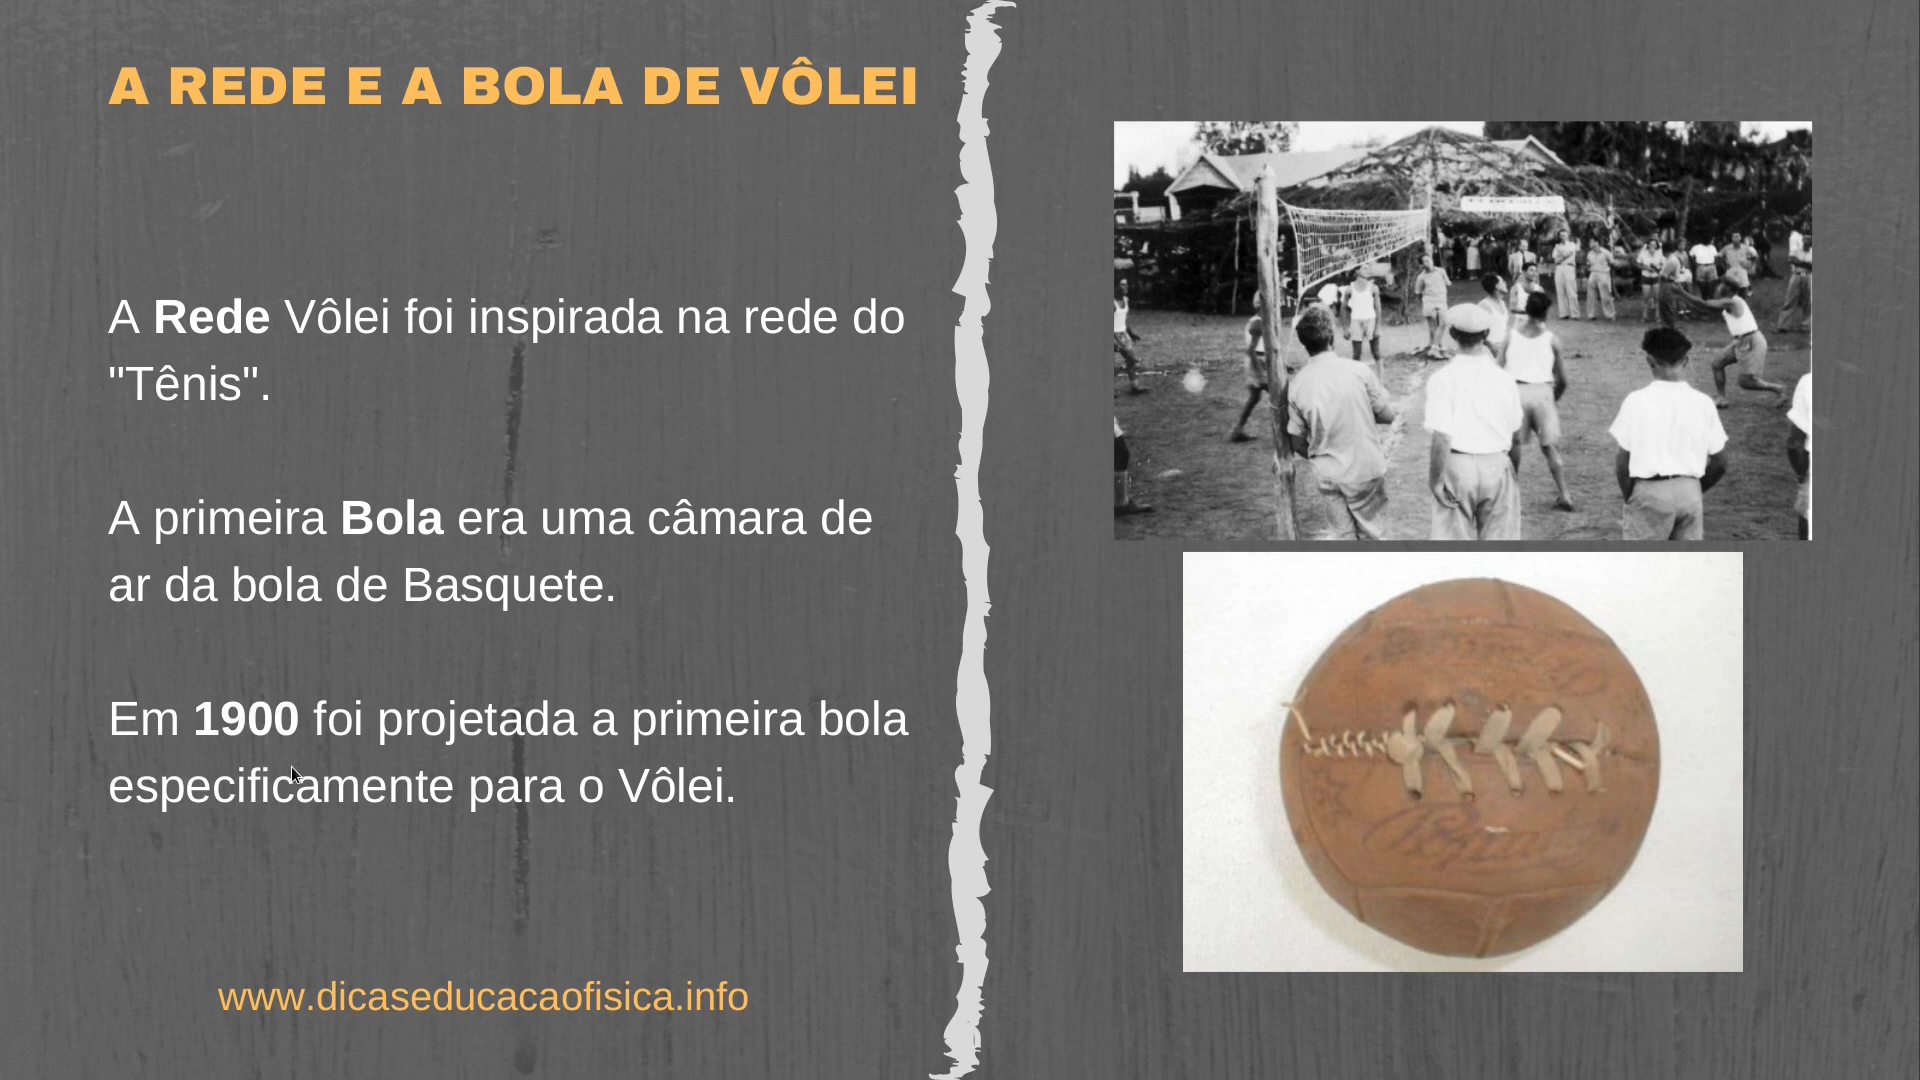 A REDE E A BOLA DE VÔLEI
A Rede Vôlei foi inspirada na rede do
"Tênis".
A primeira Bola era uma câmara de
ar da bola de Basquete.
Em 1900 foi projetada a primeira bola
especificamente para o Vôlei.
www.dicaseducacaofisica.info